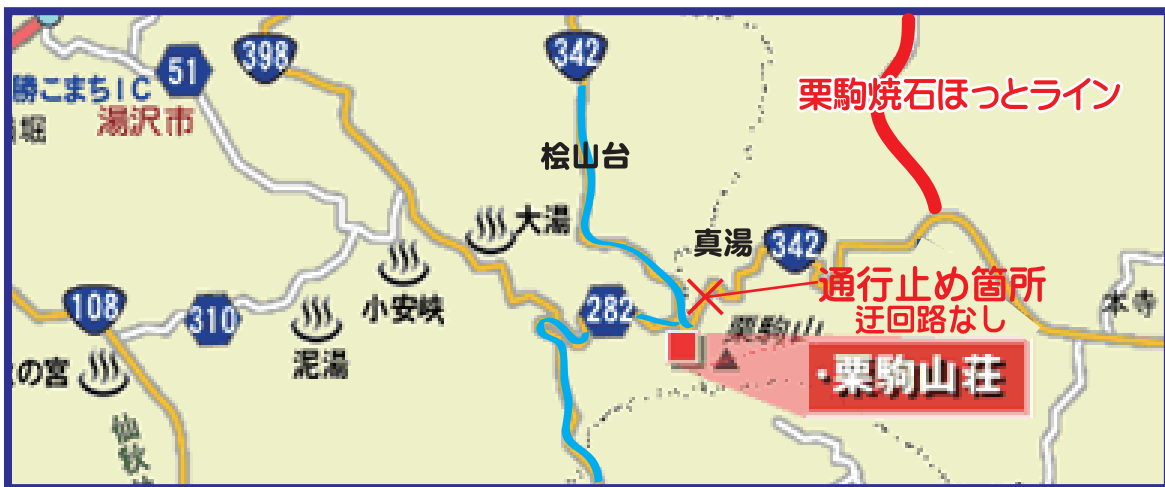 398
342
51
勝こまちIC
湯沢市
堀
栗駒焼石ほっとライン
桧山台
大湯
真湯
342
小安峡
282
通行止め箇所
迂回路なし
栗駒山
本寺
108
310
泥湯
の宮
・栗駒山荘
仙秋